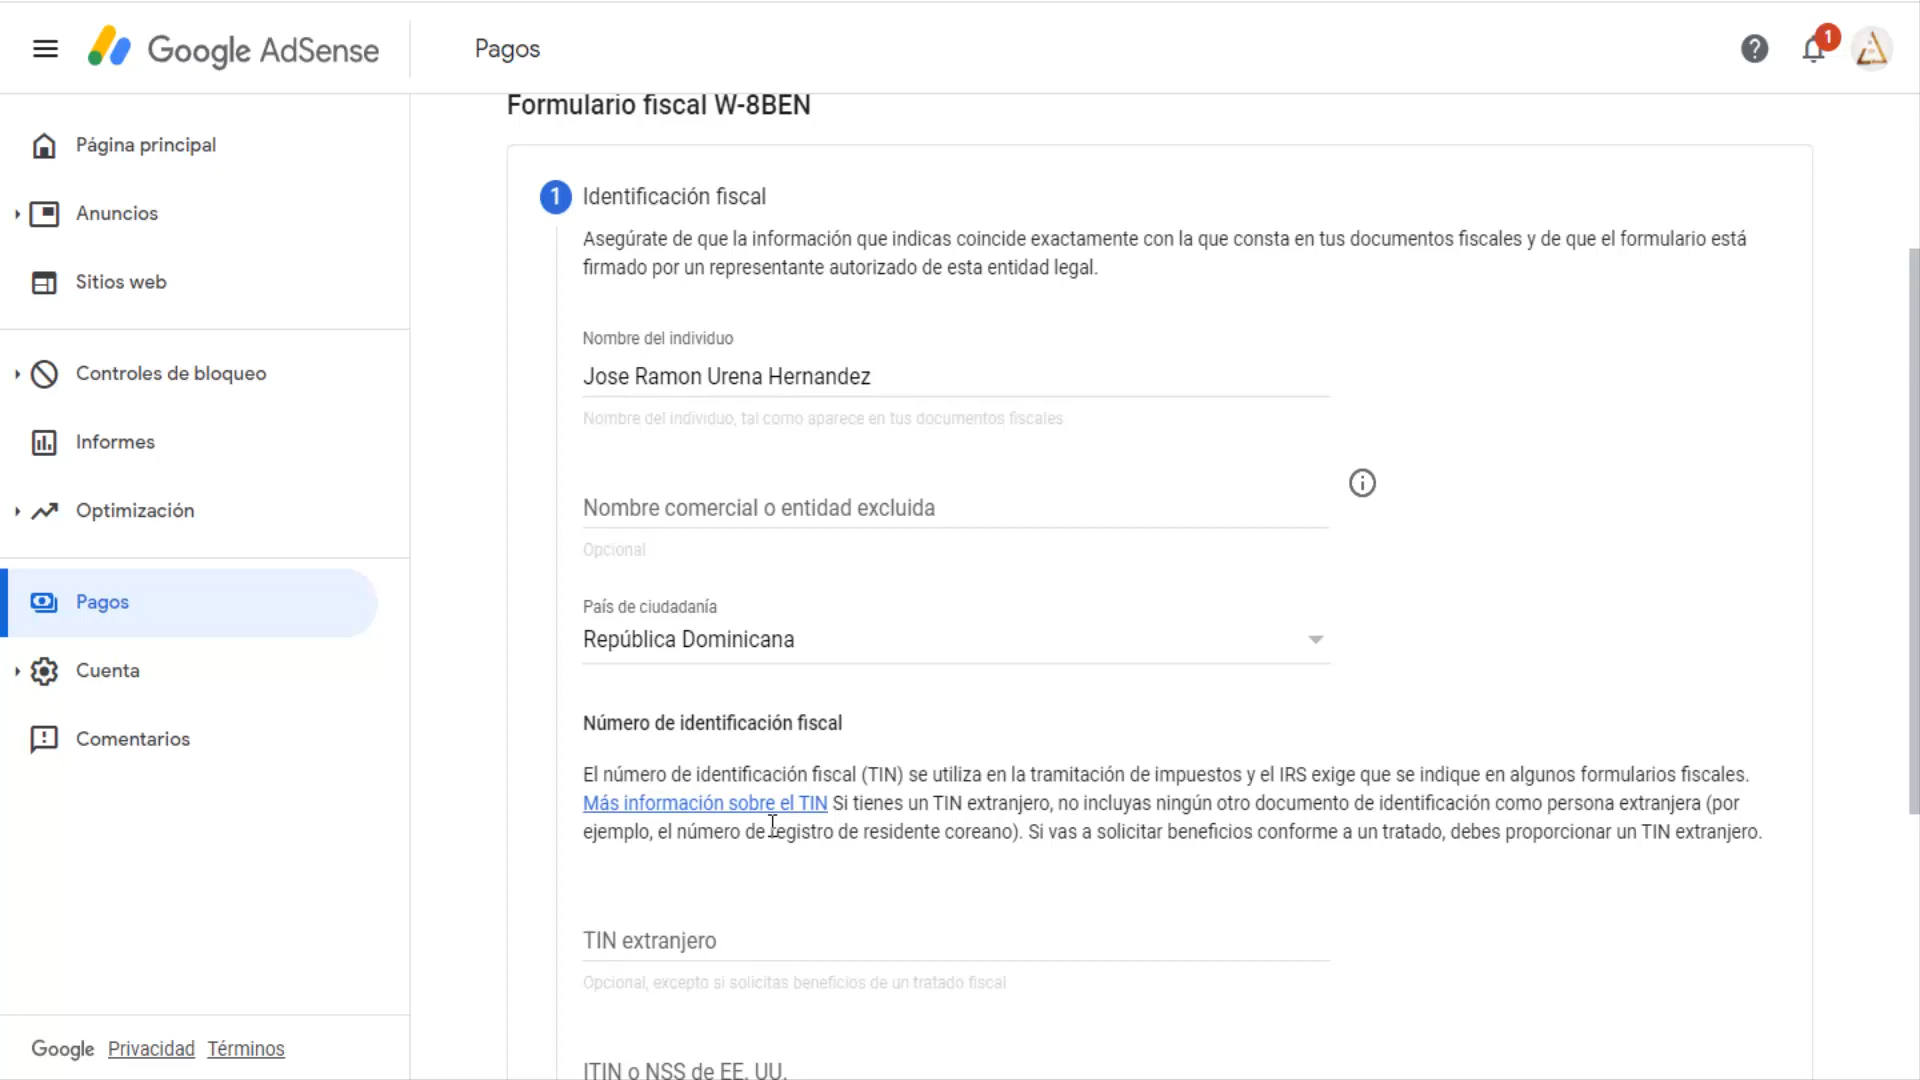 Google AdSense
Pagos
1
Página principal
Anuncios
Sitios web
Controles de bloqueo
Informes
Optimización
Pagos
Cuenta
Comentarios
Google Privacidad Términos
Formulario fiscal W-8BEN
1 Identificación fiscal
Asegúrate de que la información que indicas coincide exactamente con la que consta en tus documentos fiscales y de que el formulario está
firmado por un representante autorizado de esta entidad legal.
Nombre del individuo
Jose Ramon Urena Hernandez
Nombre del individuo, tal como aparece en tus documentos fiscales
Nombre comercial o entidad excluida
Opcional
País de ciudadanía
República Dominicana
Número de identificación fiscal
El número de identificación fiscal (TIN) se utiliza en la tramitación de impuestos y el IRS exige que se indique en algunos formularios fiscales.
Más información sobre el TIN Si tienes un TIN extranjero, no incluyas ningún otro documento de identificación como persona extranjera (por
ejemplo, el número de registro de residente coreano). Si vas a solicitar beneficios conforme a un tratado, debes proporcionar un TIN extranjero.
TIN extranjero
Opcional, excepto si solicitas beneficios de un tratado fiscal
ITIN o NSS de EE. UU.